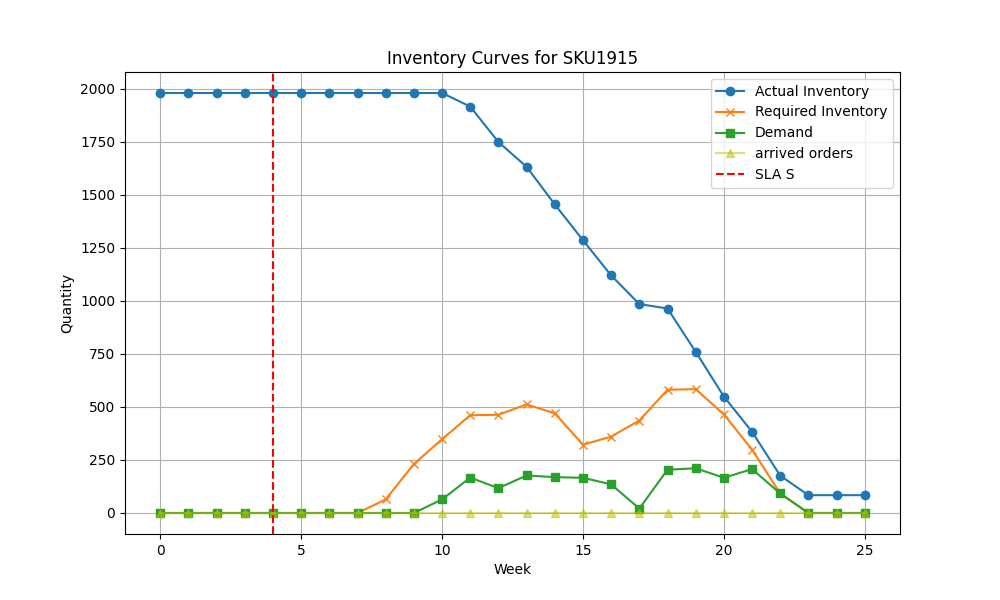 Inventory Curves for SKU1915
Actual Inventory
Required Inventory
Demand
arrived orders
SLA S
2000
1750
1500
1250
1000
750
500
250
0
Quantity
0 5 10 15 20 25
Week